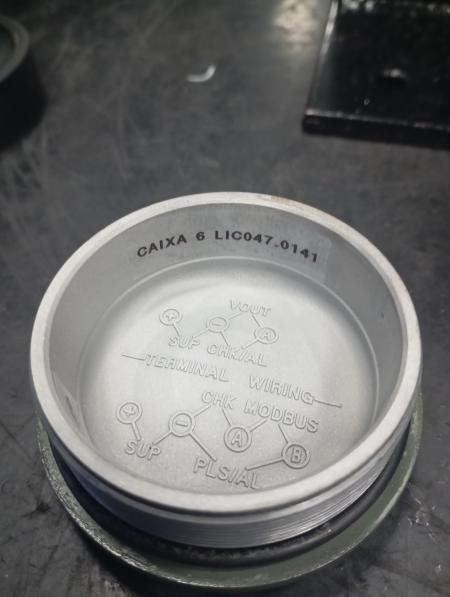 CAIXA 6 LIC047.0141
VOUT
+ - A
SUP CHK/AL
TERMINAL WIRING
CHK MODBUS
+ - A B
SUP PLS/AL